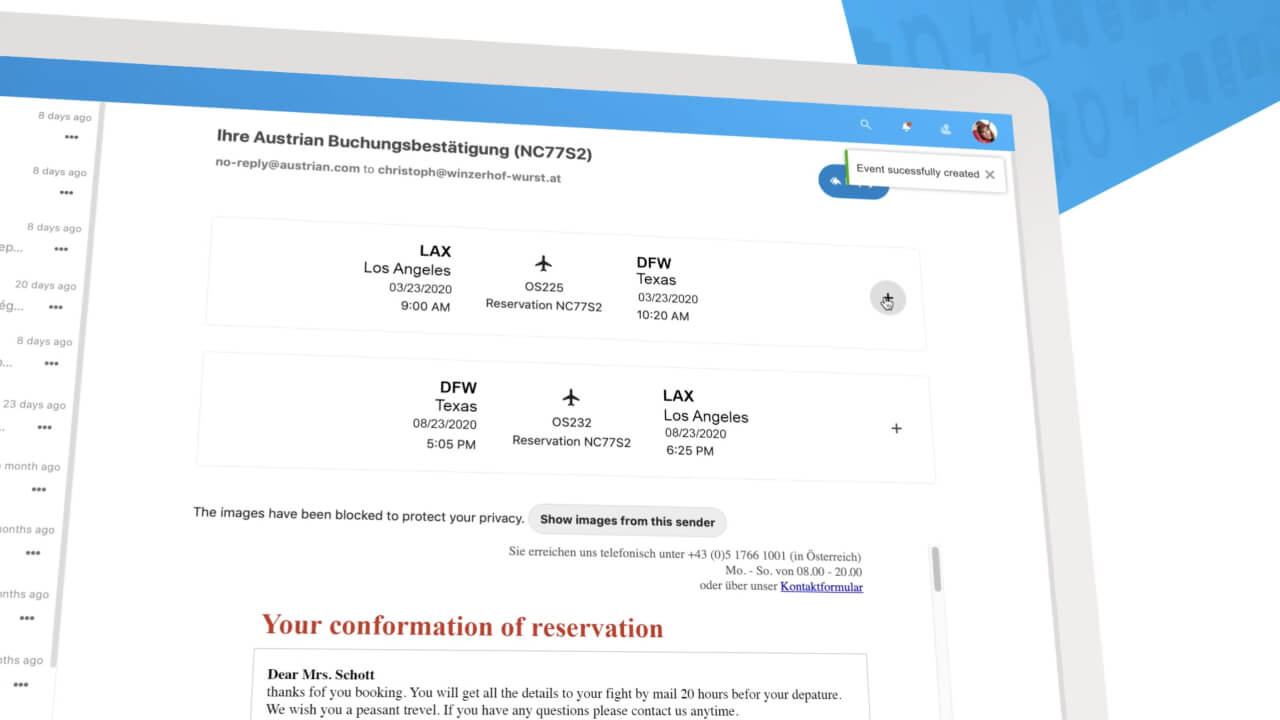 8 days ago
8 days ago
8 days ago
ep...
20 days ago
ég...
8 days ago
...
23 days ago
..
month ago
onths ago
onths ago
ths ago
Ihre Austrian Buchungsbestätigung (NC77S2)
no-reply@austrian.com to christoph@winzerhof-wurst.at
Event sucessfully created
LAX
Los Angeles
03/23/2020
9:00 AM
OS225
Reservation NC77S2
DFW
Texas
03/23/2020
10:20 AM
DFW
Texas
08/23/2020
5:05 PM
OS232
Reservation NC77S2
LAX
Los Angeles
08/23/2020
6:25 PM
The images have been blocked to protect your privacy. Show images from this sender
Sie erreichen uns telefonisch unter +43 (0)5 1766 1001 (in Österreich)
Mo. - So. von 08.00 - 20.00
oder über unser Kontaktformular
Your conformation of reservation
Dear Mrs. Schott
thanks fof you booking. You will get all the details to your fight by mail 20 hours befor your depature.
We wish you a peasant trevel. If you have any questions please contact us anytime.